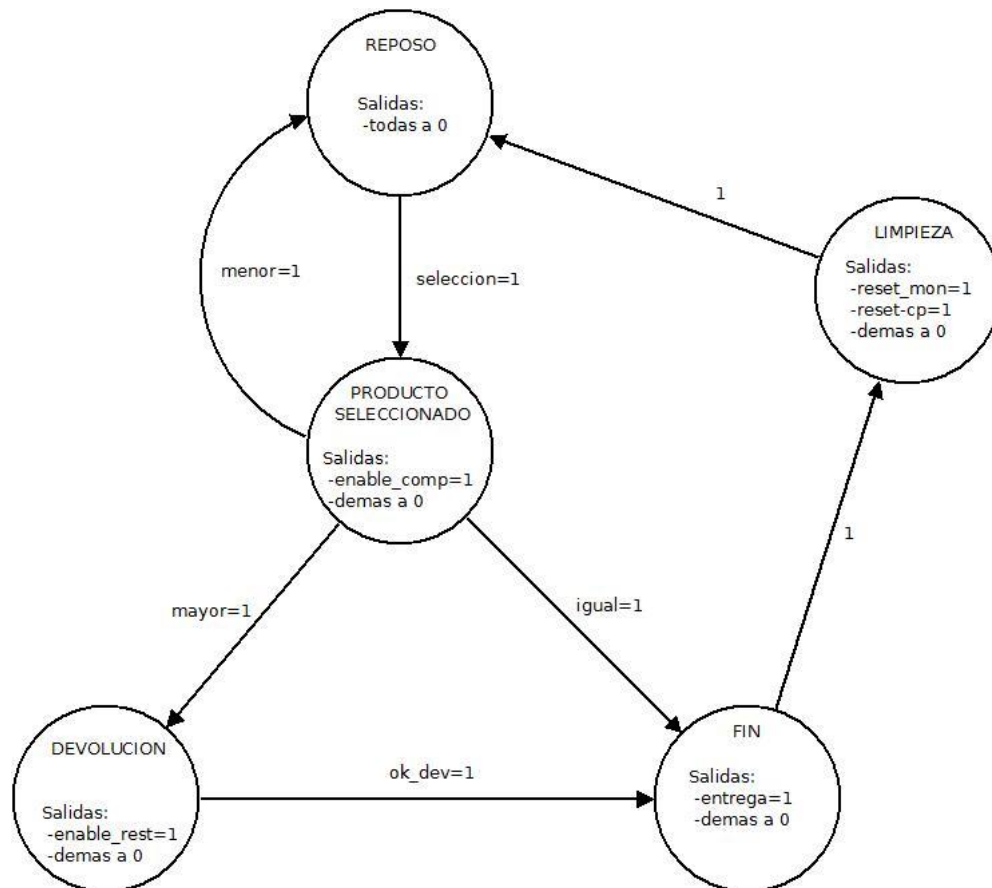 REPOSO
Salidas:
-todas a 0
1
LIMPIEZA
Salidas:
-reset_mon=1
-reset-cp=1
-demas a 0
menor=1
seleccion=1
PRODUCTO
SELECCIONADO
Salidas:
-enable_comp=1
-demas a 0
1
mayor=1
igual=1
DEVOLUCION
Salidas:
-enable_rest=1
-demas a 0
ok_dev=1
FIN
Salidas:
-entrega=1
-demas a 0